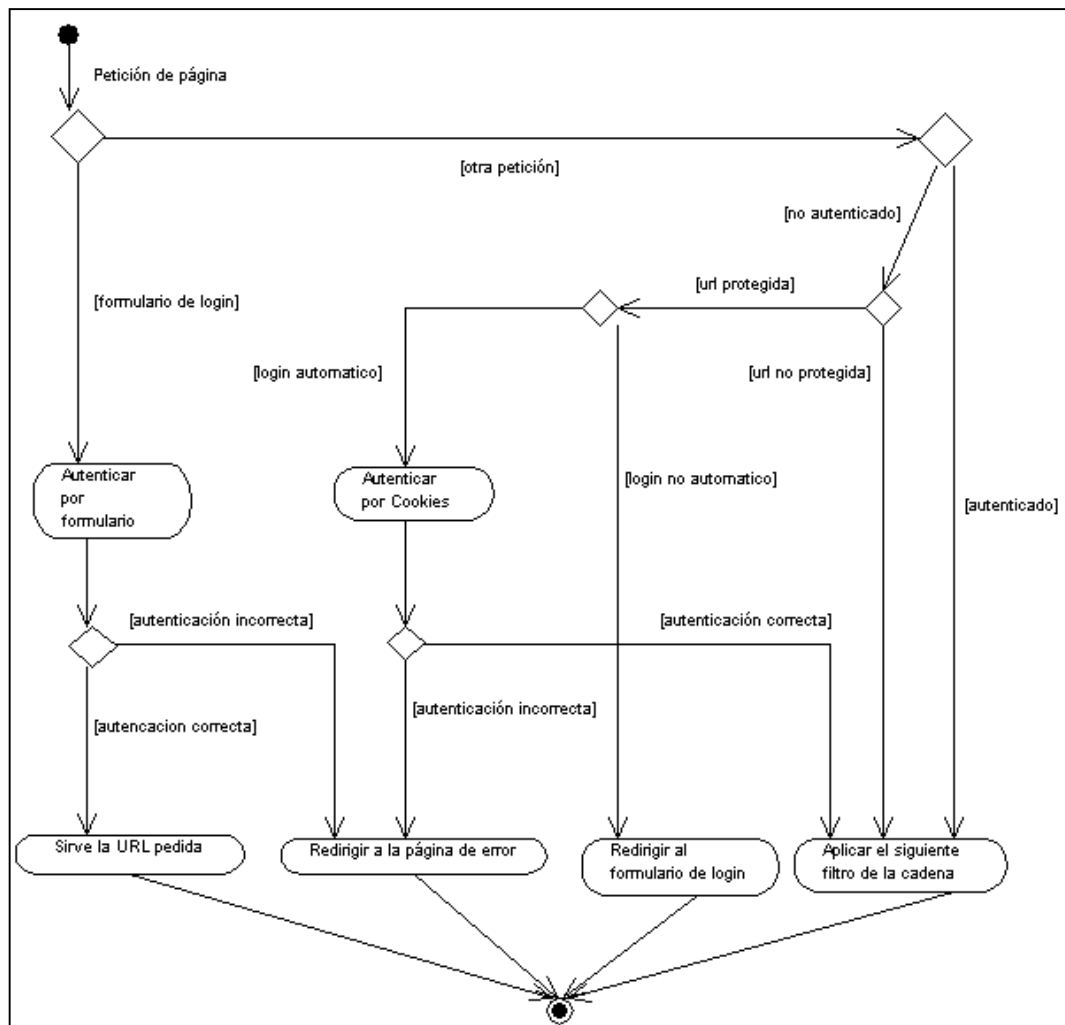 Petición de página
[otra petición]
[no autenticado]
[url protegida]
[formulario de login]
[login automatico]
[url no protegida]
Autenticar
por
formulario
Autenticar
por Cookies
[login no automatico]
[autenticado]
[autenticación incorrecta]
[autenticación correcta]
[autencacion correcta]
[autenticación incorrecta]
Sirve la URL pedida
Redirigir a la página de error
Redirigir al
formulario de login
Aplicar el siguiente
filtro de la cadena